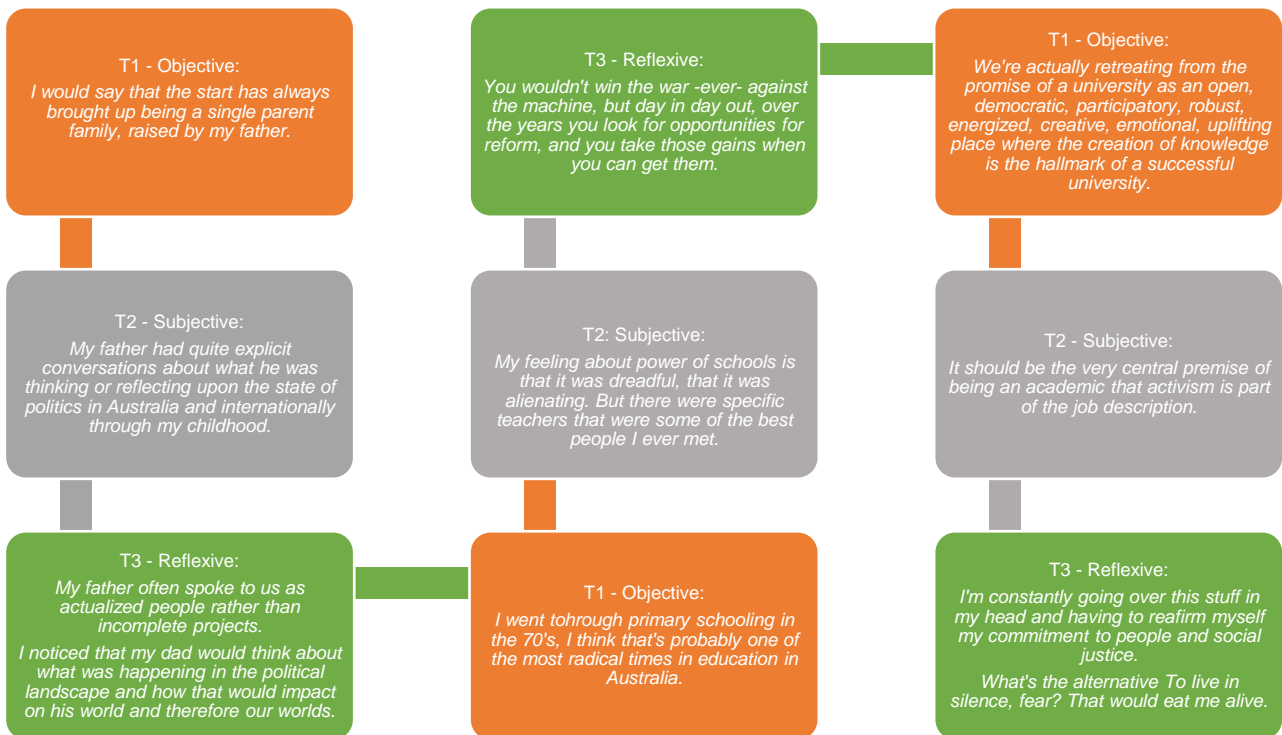 T1 - Objective:
I would say that the start has always
brought up being a single parent
family, raised by my father.
T2 - Subjective:
My father had quite explicit
conversations about what he was
thinking or reflecting upon the state of
politics in Australia and internationally
through my childhood.
T3 - Reflexive:
My father often spoke to us as
actualized people rather than
incomplete projects.
I noticed that my dad would think about
what was happening in the political
landscape and how that would impact
on his world and therefore our worlds.
T1 - Objective:
I went tohrough primary schooling in
the 70's, I think that's probably one of
the most radical times in education in
Australia.
T2: Subjective:
My feeling about power of schools is
that it was dreadful, that it was
alienating. But there were specific
teachers that were some of the best
people I ever met.
T3 - Reflexive:
You wouldn't win the war -ever- against
the machine, but day in day out, over
the years you look for opportunities for
reform, and you take those gains when
you can get them.
T1 - Objective:
We're actually retreating from the
promise of a university as an open,
democratic, participatory, robust,
energized, creative, emotional, uplifting
place where the creation of knowledge
is the hallmark of a successful
university.
T2 - Subjective:
It should be the very central premise of
being an academic that activism is part
of the job description.
T3 - Reflexive:
I'm constantly going over this stuff in
my head and having to reafirm myself
my commitment to people and social
justice.
What's the alternative To live in
silence, fear? That would eat me alive.